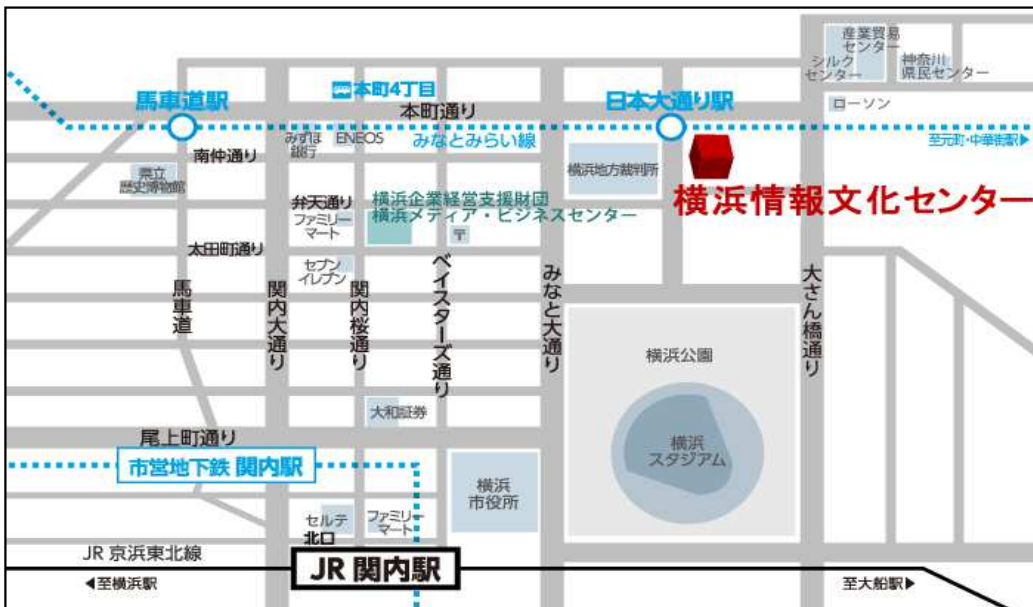 産業貿易
センター
シルク
センター
神奈川
県民センター
本町4丁目
馬車道駅
本町通り
日本大通り駅
ローソン
みずほ
銀行
ENEOS
みなとみらい線
至元町・中華街駅▶
南仲通り
横浜地方裁判所
県立
歴史博物館
横浜情報文化センター
弁天通り
横浜企業経営支援財団
横浜メディア・ビジネスセンター
ファミリー
マート
〒
太田町通り
セブン
イレブン
馬車道
関内大通り
関内桜通り
ベイスターズ通り
みなと大通り
大さん橋通り
横浜公園
大和証券
尾上町通り
横浜
スタジアム
市営地下鉄 関内駅
横浜
市役所
セルテ
北口
ファミリー
マート
JR 京浜東北線
JR 関内駅
◀至横浜駅
至大船駅▶